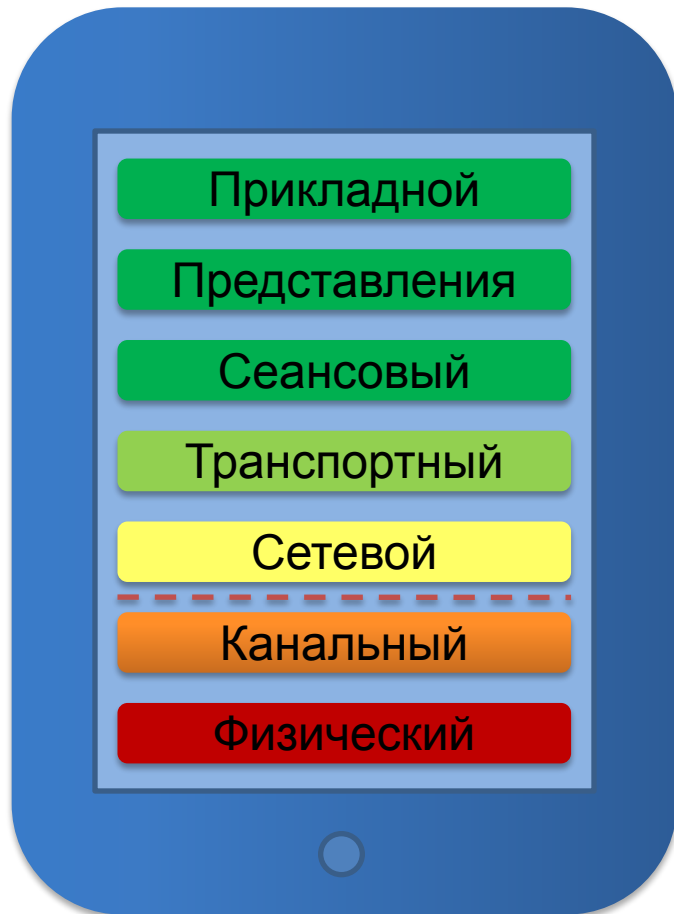 Прикладной
Представления
Сеансовый
Транспортный
Сетевой
Канальный
Физический